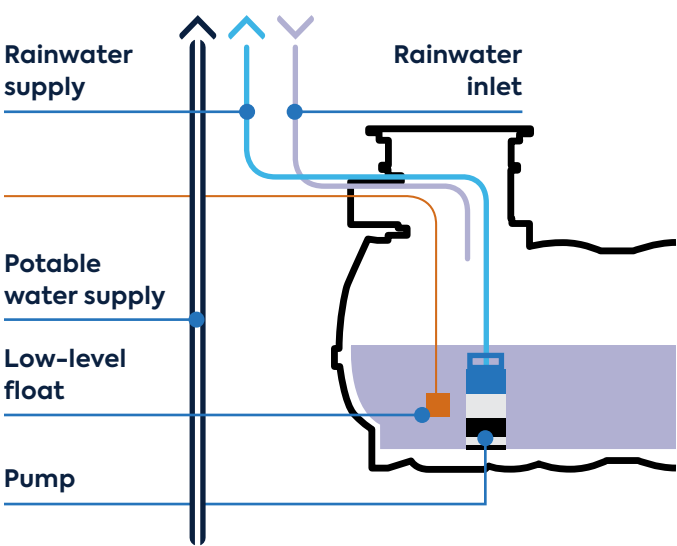 Rainwater
supply
Rainwater
inlet
Potable
water supply
Low-level
float
Pump